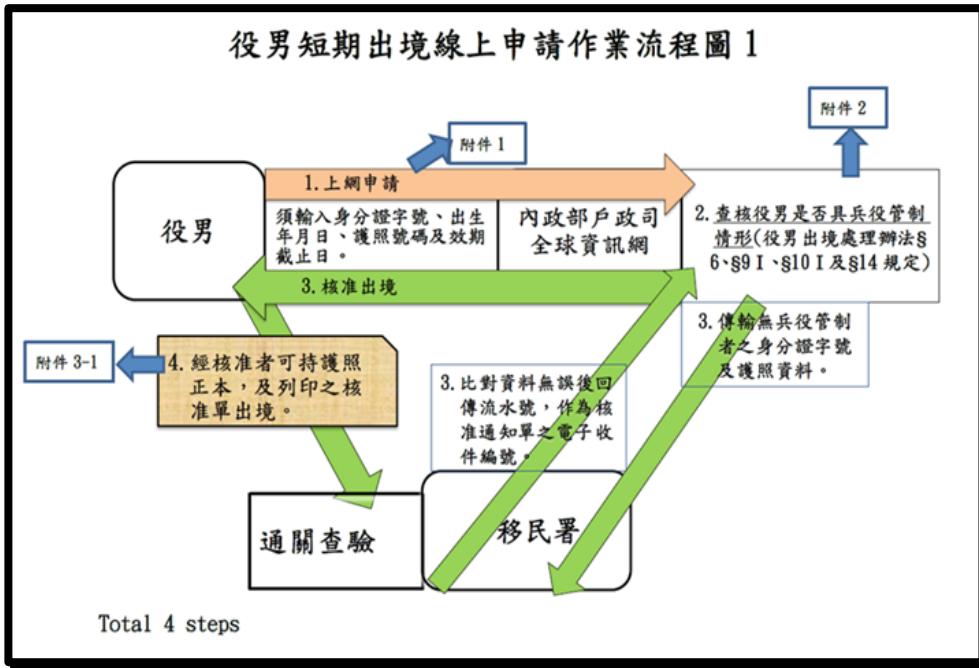 役男短期出境線上申請作業流程圖1
附件2
附件1
1.上網申請
役男
須輸入身分證字號、出生
年月日、護照號碼及效期
截止日。
內政部戶政司
全球資訊網
2.查核役男是否具兵役管制
情形(役男出境處理辦法§
6、§9Ⅰ、§10Ⅰ及§14規定)
3.核准出境
3.傳輸無兵役管制
者之身分證字號
及護照資料。
附件3-1
4.經核准者可持護照
正本，及列印之核
准單出境。
3.比對資料無誤後回
傳流水號，作為核
准通知單之電子收
件編號。
通關查驗
移民署
Total 4 steps